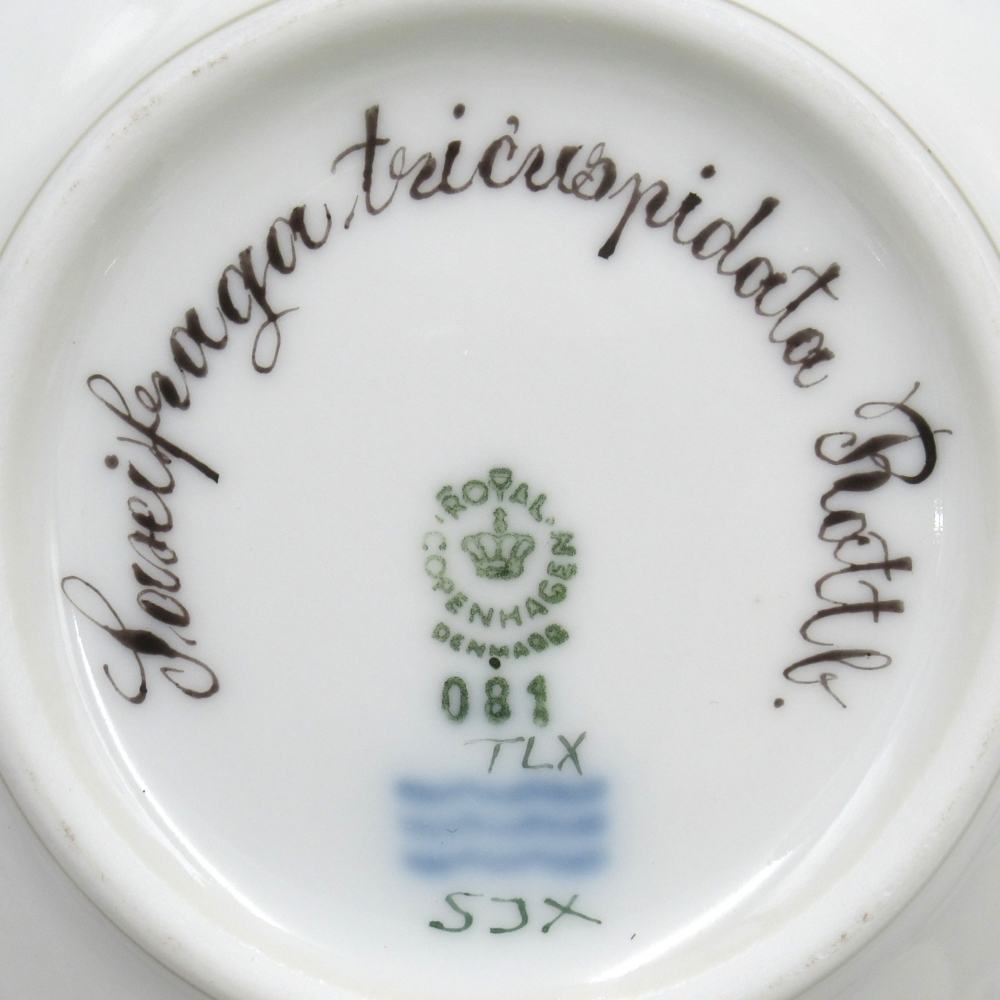 Saxifraga tricuspidata Rottb.
ROYAL COPENHAGEN
DENMARK
081
TLX
SJX